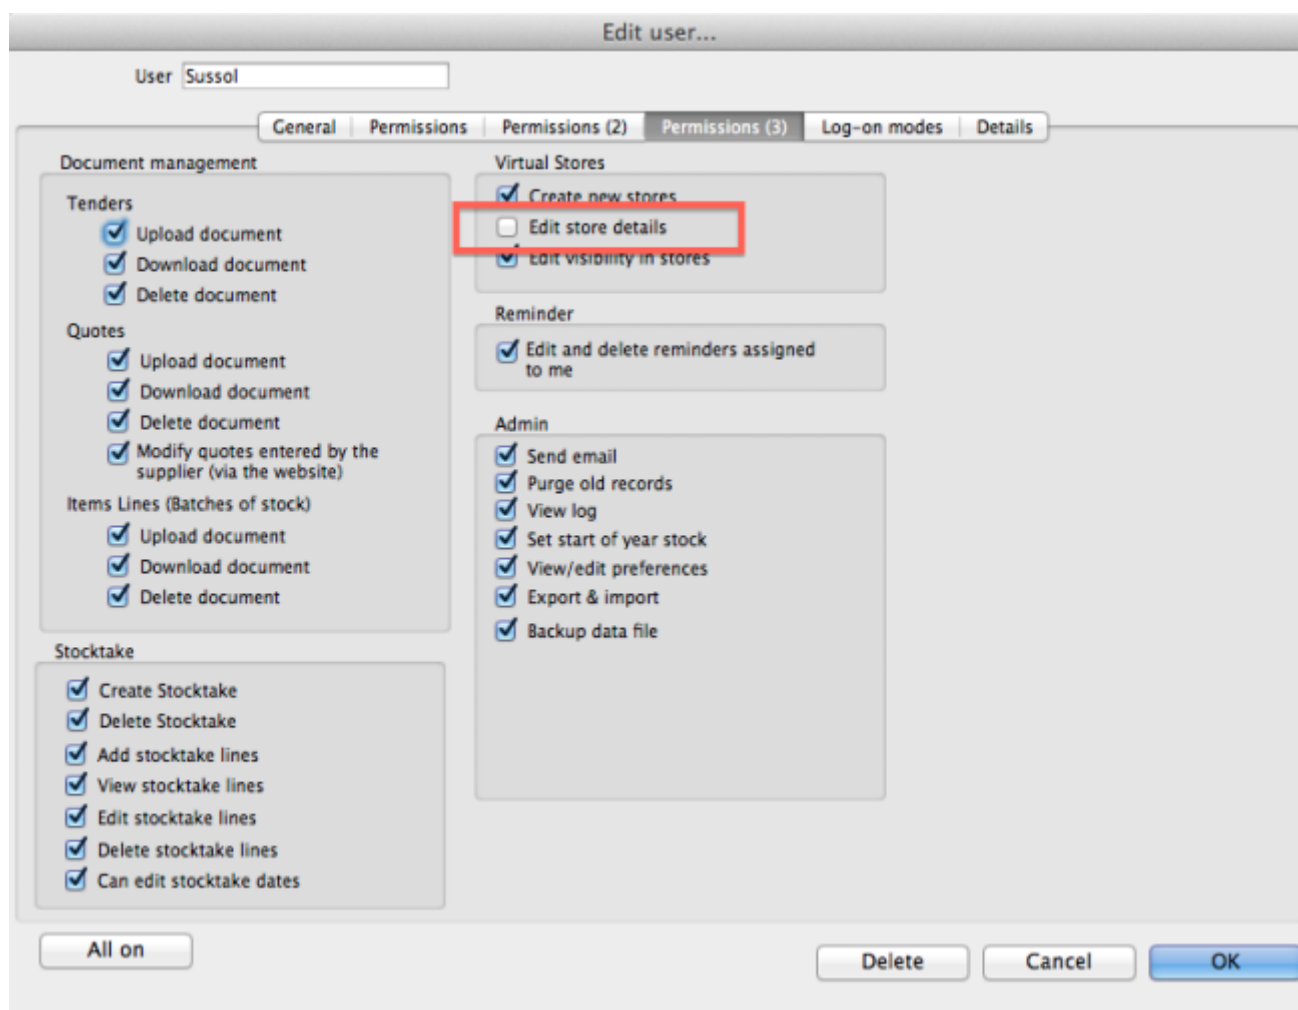 Edit user...
User Sussol
General Permissions Permissions (2) Permissions (3) Log-on modes Details
Document management
Tenders
Upload document
Download document
Delete document
Quotes
Upload document
Download document
Delete document
Modify quotes entered by the
supplier (via the website)
Items Lines (Batches of stock)
Upload document
Download document
Delete document
Stocktake
Create Stocktake
Delete Stocktake
Add stocktake lines
View stocktake lines
Edit stocktake lines
Delete stocktake lines
Can edit stocktake dates
Virtual Stores
Create new stores
Edit store details
Edit visibility in stores
Reminder
Edit and delete reminders assigned
to me
Admin
Send email
Purge old records
View log
Set start of year stock
View/edit preferences
Export & import
Backup data file
All on
Delete Cancel OK